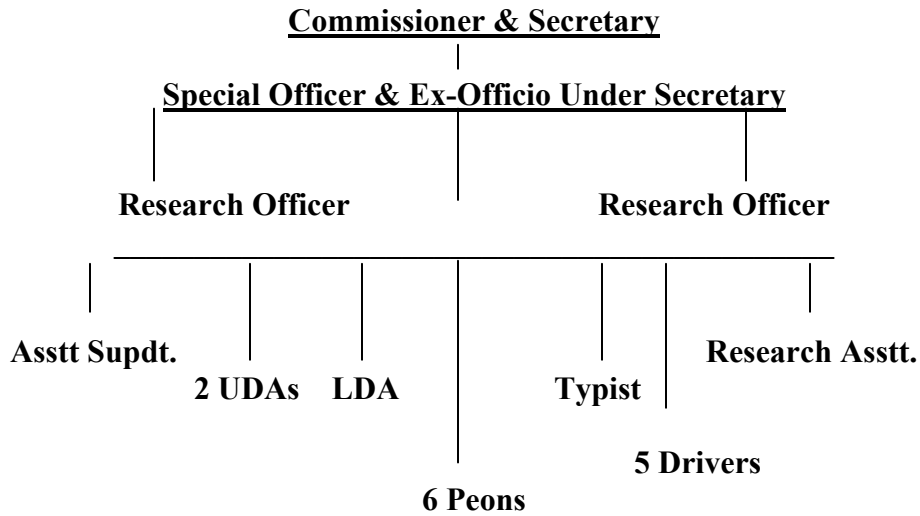 Commissioner & Secretary
Special Officer & Ex-Officio Under Secretary
Research Officer
Research Officer
Asstt Supdt.
2 UDAs
LDA
6 Peons
Typist
5 Drivers
Research Asstt.